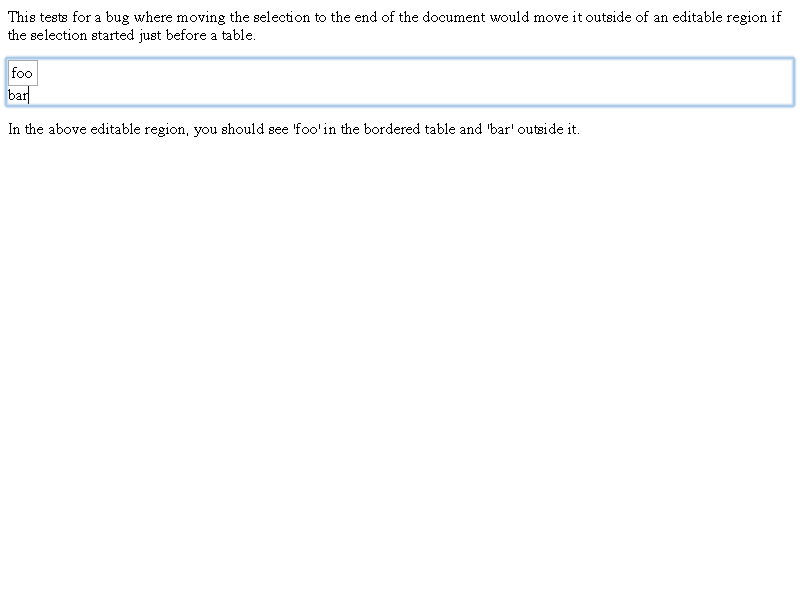 This tests for a bug where moving the selection to the end of the document would move it outside of an editable region if
the selection started just before a table.
foo
bar
In the above editable region, you should see 'foo' in the bordered table and 'bar' outside it.